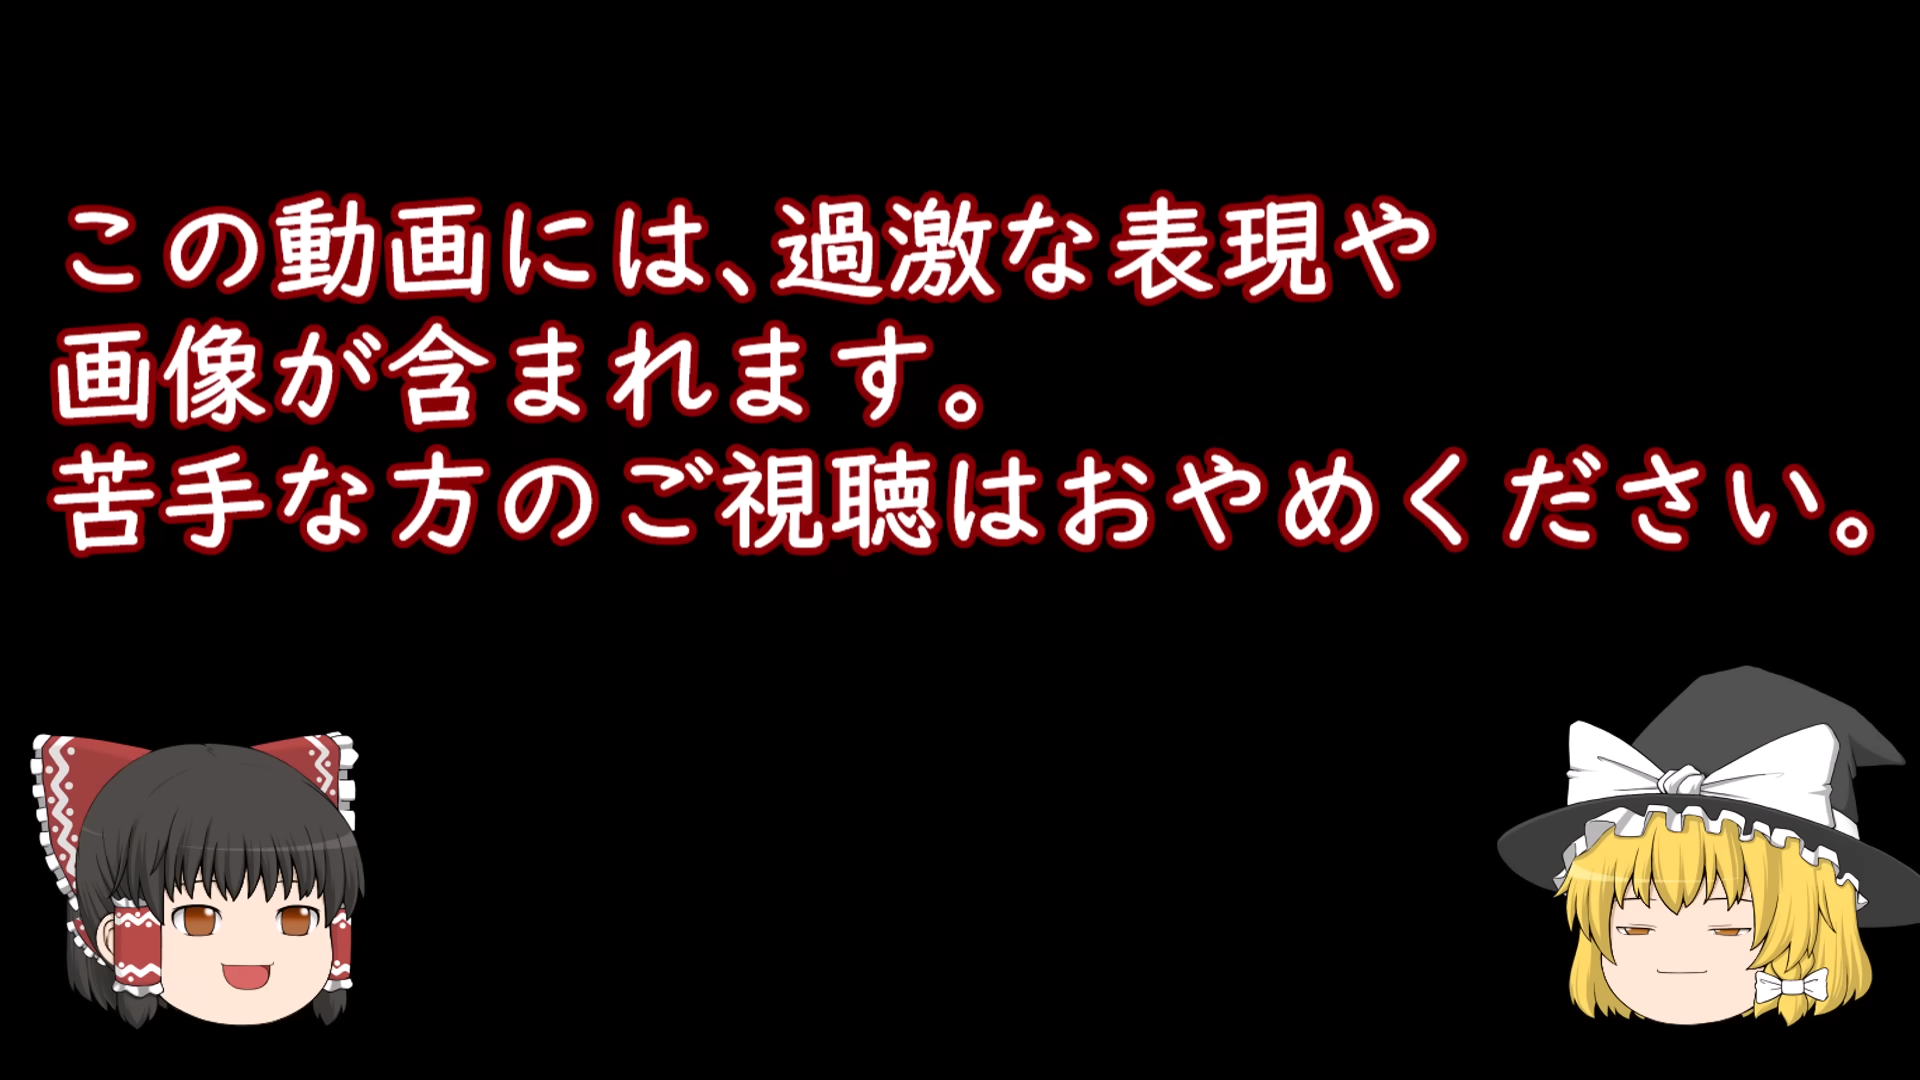 この動画には、過激な表現や
画像が含まれます。
苦手な方のご視聴はおやめください。